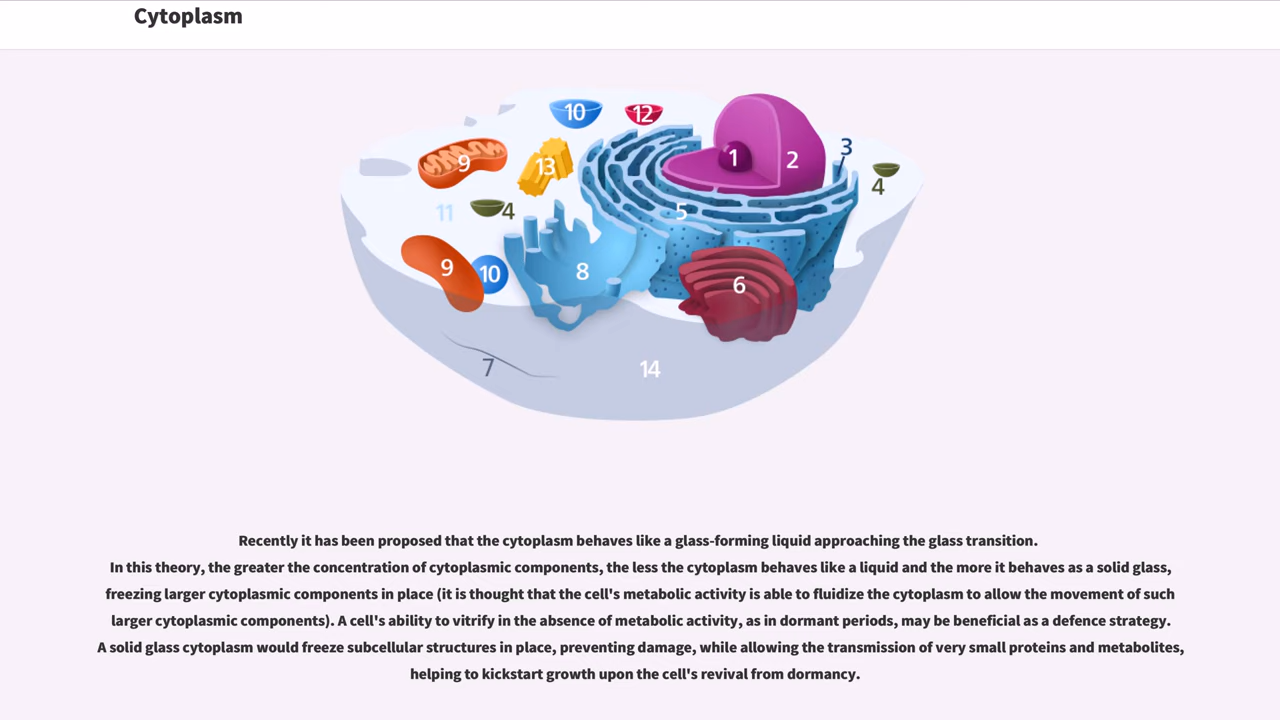 Cytoplasm
10
12
3
9
13
1
2
4
11
4
5
9
10
8
6
7
14
Recently it has been proposed that the cytoplasm behaves like a glass-forming liquid approaching the glass transition.
In this theory, the greater the concentration of cytoplasmic components, the less the cytoplasm behaves like a liquid and the more it behaves as a solid glass,
freezing larger cytoplasmic components in place (it is thought that the cell's metabolic activity is able to fluidize the cytoplasm to allow the movement of such
larger cytoplasmic components). A cell's ability to vitrify in the absence of metabolic activity, as in dormant periods, may be beneficial as a defence strategy.
A solid glass cytoplasm would freeze subcellular structures in place, preventing damage, while allowing the transmission of very small proteins and metabolites,
helping to kickstart growth upon the cell's revival from dormancy.